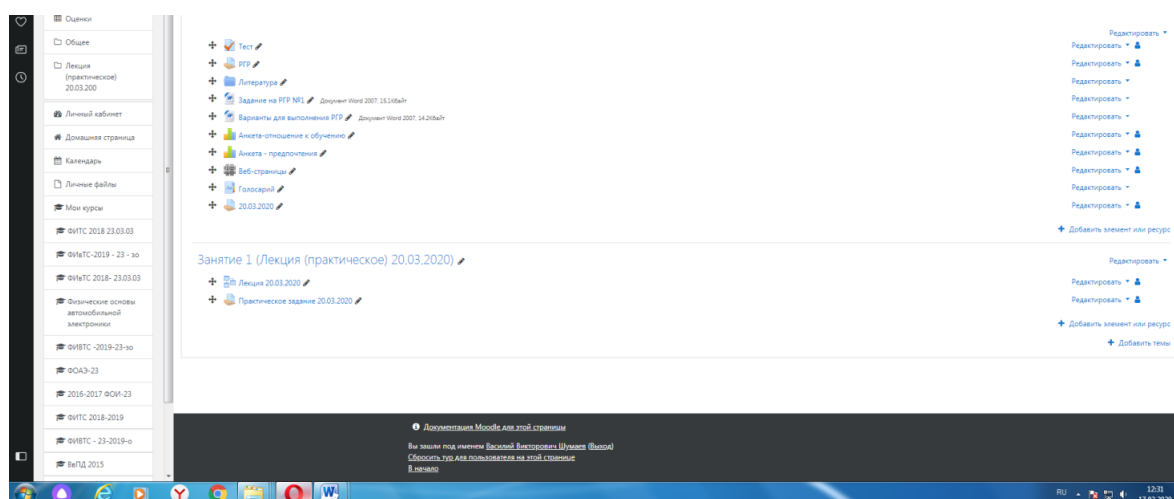 Оценки
Общее
Лекция
(практическое)
20.03.200
Личный кабинет
Домашняя страница
Календарь
Личные файлы
Мои курсы
ФИТС 2018 23.03.03
ФИвТС-2019 - 23 - зо
ФИвТС 2018- 23.03.03
Физические основы
автомобильной
электроники
ФИВТС -2019-23-зо
ФОАЭ-23
2016-2017 ФОИ-23
ФИТС 2018-2019
ФИВТС - 23-2019-о
ВеПД 2015
Редактировать
Тест Редактировать
РГР Редактировать
Литература Редактировать
Задание на РГР №1 Документ Word 2007, 15.1Кбайт Редактировать
Варианты для выполнения РГР Документ Word 2007, 14.2Кбайт Редактировать
Анкета-отношение к обучению Редактировать
Анкета - предпочтения Редактировать
Веб-страницы Редактировать
Голосарий Редактировать
20.03.2020 Редактировать
Добавить элемент или ресурс
Занятие 1 (Лекция (практическое) 20,03,2020) Редактировать
Лекция 20.03.2020 Редактировать
Практическое задание 20.03.2020 Редактировать
Добавить элемент или ресурс
Добавить темы
Документация Moodle для этой страницы
Вы зашли под именем Василий Викторович Шумаев (Выход)
Сбросить тур для пользователя на этой странице
В начало
RU 12:31